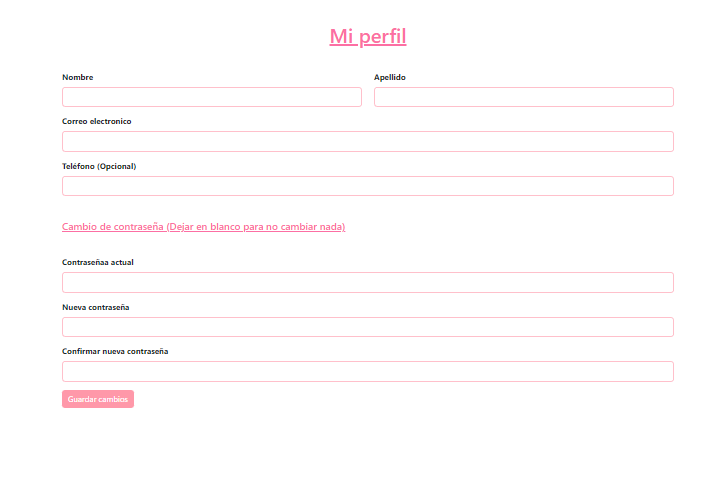 Mi perfil
Nombre
Apellido
Correo electronico
Teléfono (Opcional)
Cambio de contraseña (Dejar en blanco para no cambiar nada)
Contraseñaa actual
Nueva contraseña
Confirmar nueva contraseña
Guardar cambios